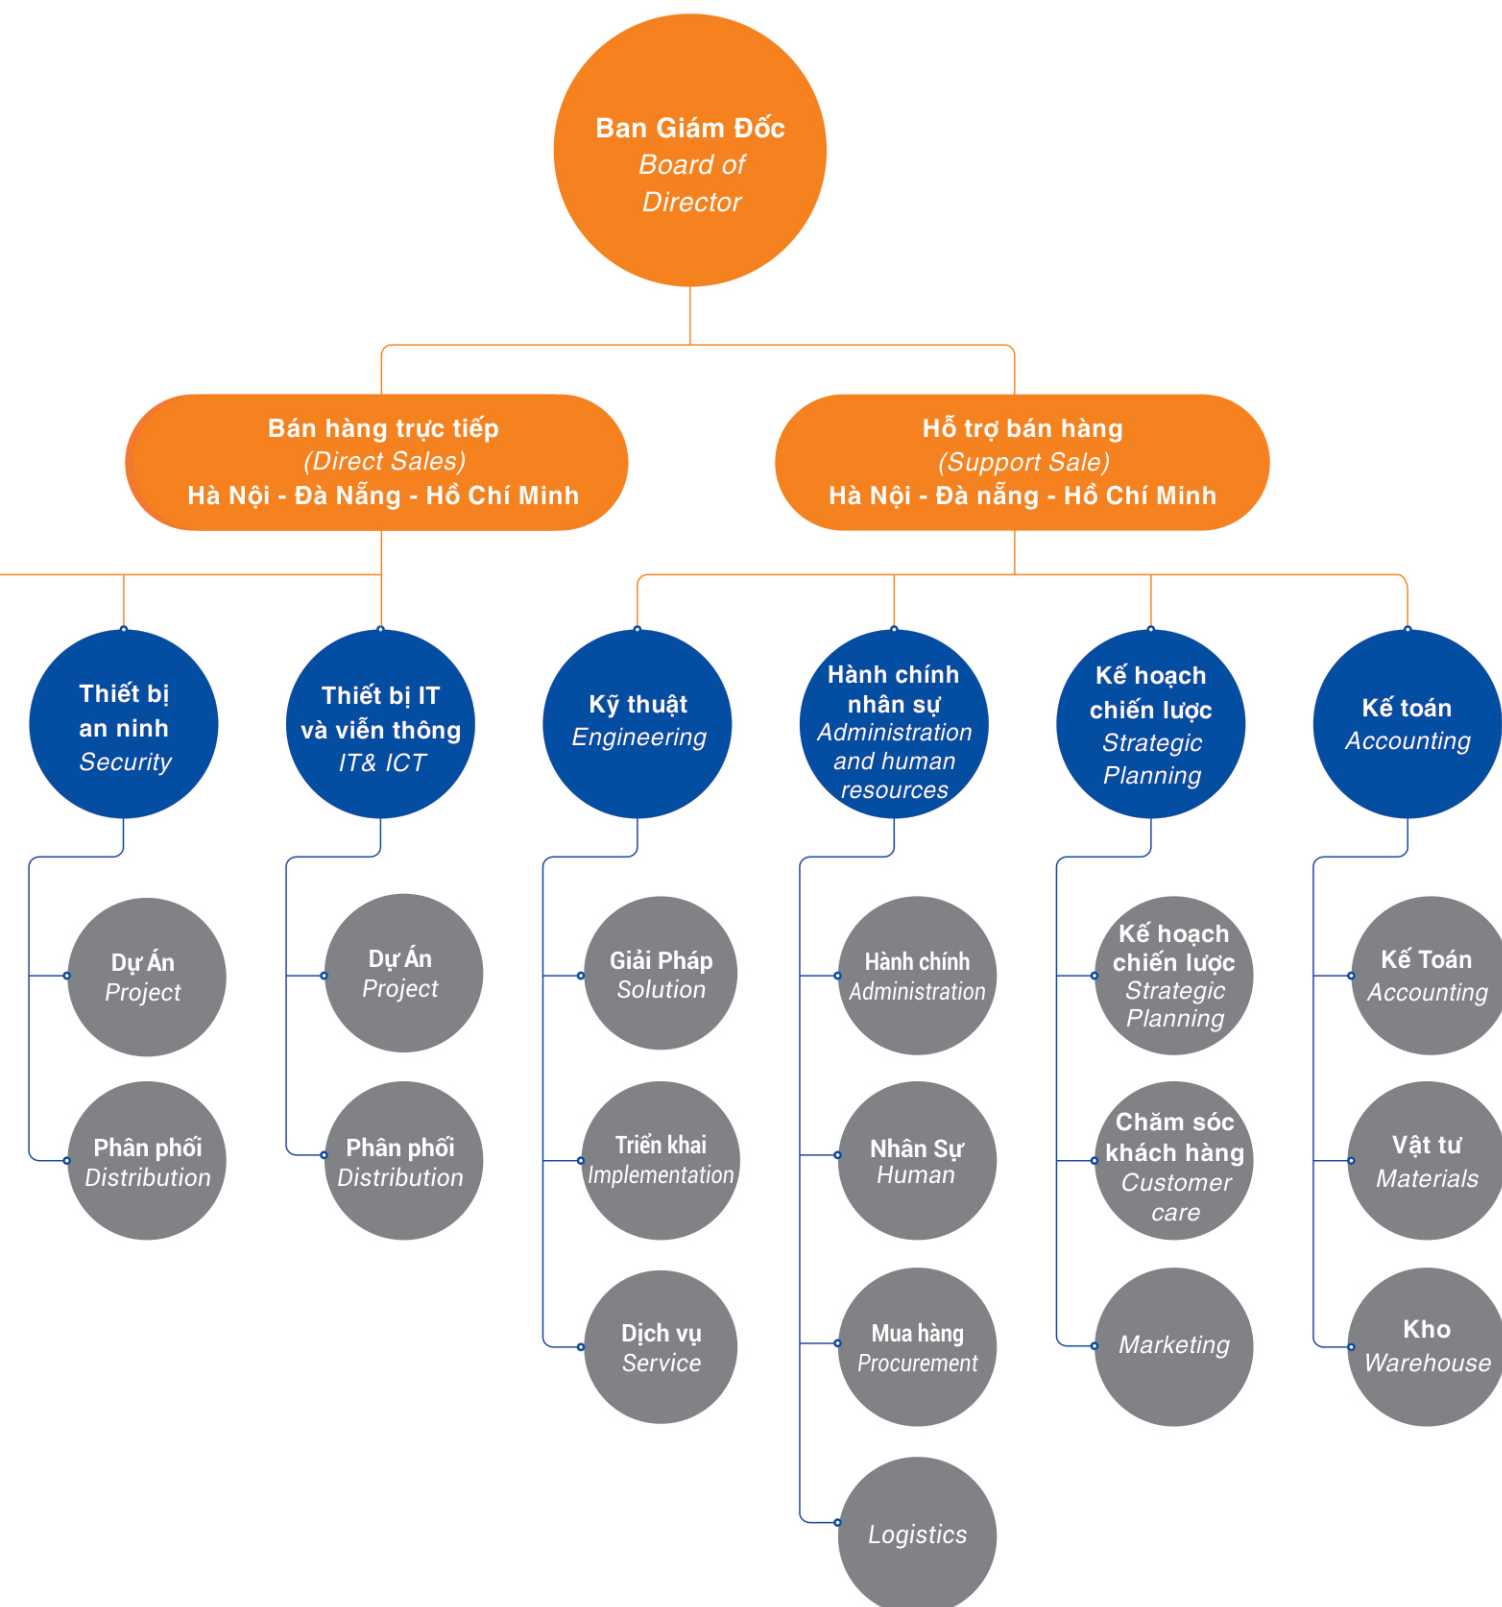 Ban Giám Đốc
Board of
Director
Bán hàng trực tiếp
(Direct Sales)
Hà Nội - Đà Nẵng - Hồ Chí Minh
Hỗ trợ bán hàng
(Support Sale)
Hà Nội - Đà nẵng - Hồ Chí Minh
Thiết bị
an ninh
Security
Thiết bị IT
và viễn thông
IT& ICT
Kỹ thuật
Engineering
Hành chính
nhân sự
Administration
and human
resources
Kế hoạch
chiến lược
Strategic
Planning
Kế toán
Accounting
Dự Án
Project
Phân phối
Distribution
Dự Án
Project
Phân phối
Distribution
Giải Pháp
Solution
Triển khai
Implementation
Dịch vụ
Service
Hành chính
Administration
Nhân Sự
Human
Mua hàng
Procurement
Logistics
Kế hoạch
chiến lược
Strategic
Planning
Chăm sóc
khách hàng
Customer
care
Marketing
Kế Toán
Accounting
Vật tư
Materials
Kho
Warehouse